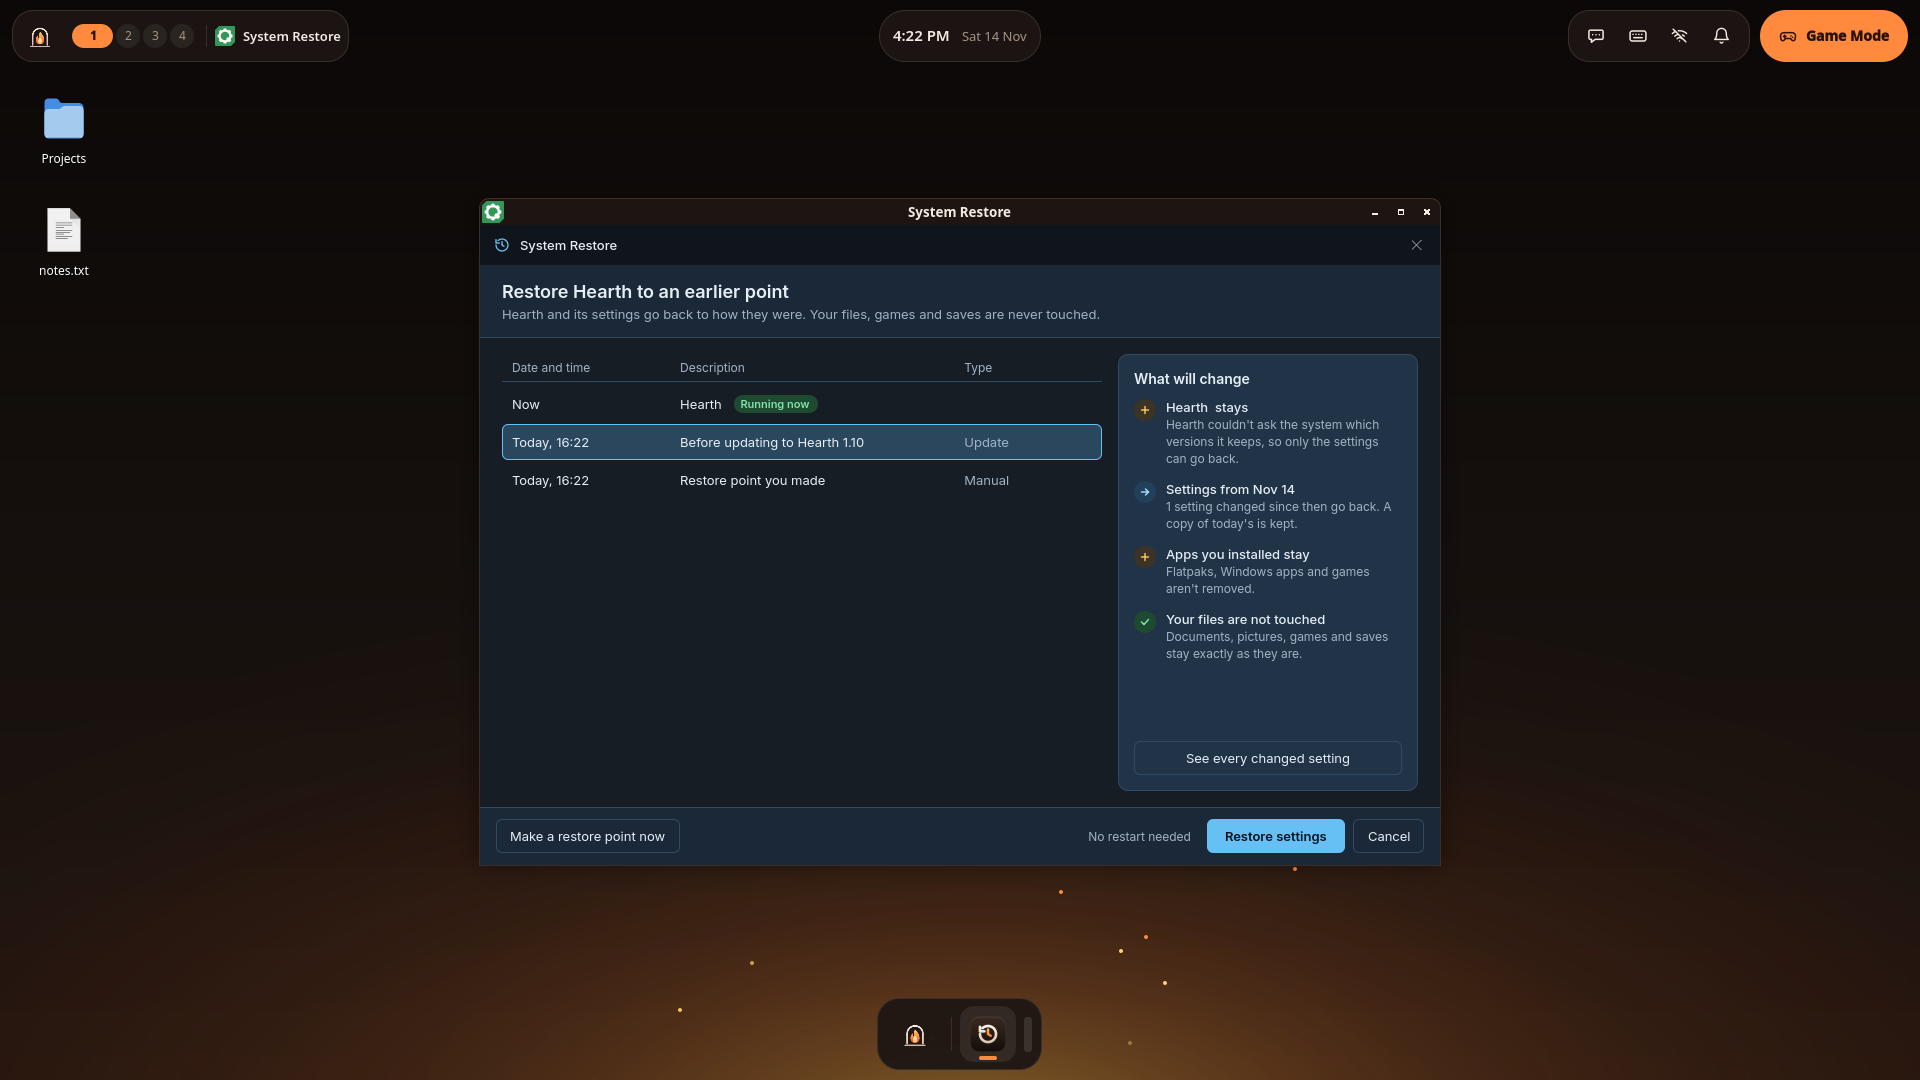 1 2 3 4 System Restore
4:22 PM Sat 14 Nov
Game Mode
Projects
notes.txt
System Restore
System Restore
Restore Hearth to an earlier point
Hearth and its settings go back to how they were. Your files, games and saves are never touched.
Date and time Description Type
Now Hearth Running now
Today, 16:22 Before updating to Hearth 1.10 Update
Today, 16:22 Restore point you made Manual
What will change
Hearth stays
Hearth couldn't ask the system which
versions it keeps, so only the settings
can go back.
Settings from Nov 14
1 setting changed since then go back. A
copy of today's is kept.
Apps you installed stay
Flatpaks, Windows apps and games
aren't removed.
Your files are not touched
Documents, pictures, games and saves
stay exactly as they are.
See every changed setting
Make a restore point now
No restart needed
Restore settings
Cancel